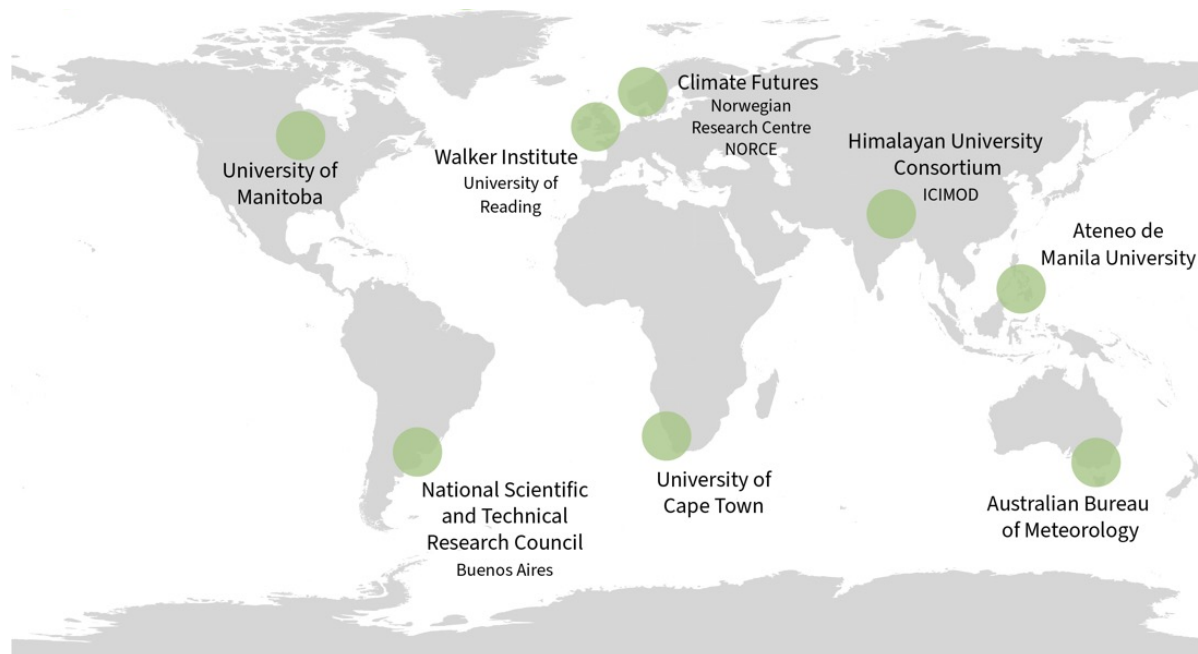 Climate Futures
Norwegian
Research Centre
NORCE
Walker Institute
University of
Reading
University of
Manitoba
Himalayan University
Consortium
ICIMOD
Ateneo de
Manila University
National Scientific
and Technical
Research Council
Buenos Aires
University of
Cape Town
Australian Bureau
of Meteorology